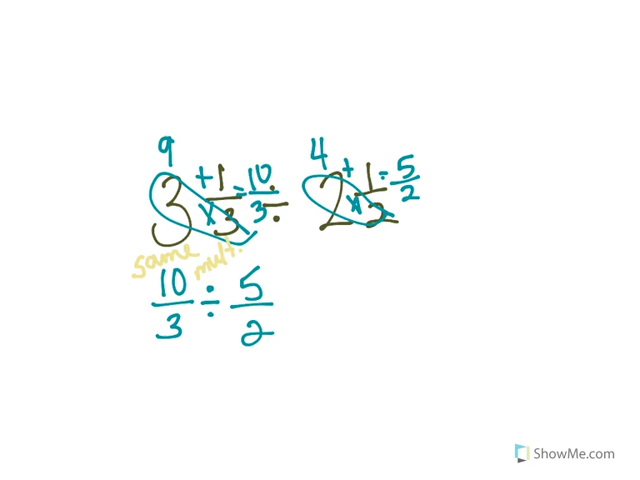 9 4
3 + 1/3 = 10/3 ÷ 2 + 1/2 = 5/2
× ×
same mult.
10/3 ÷ 5/2
ShowMe.com